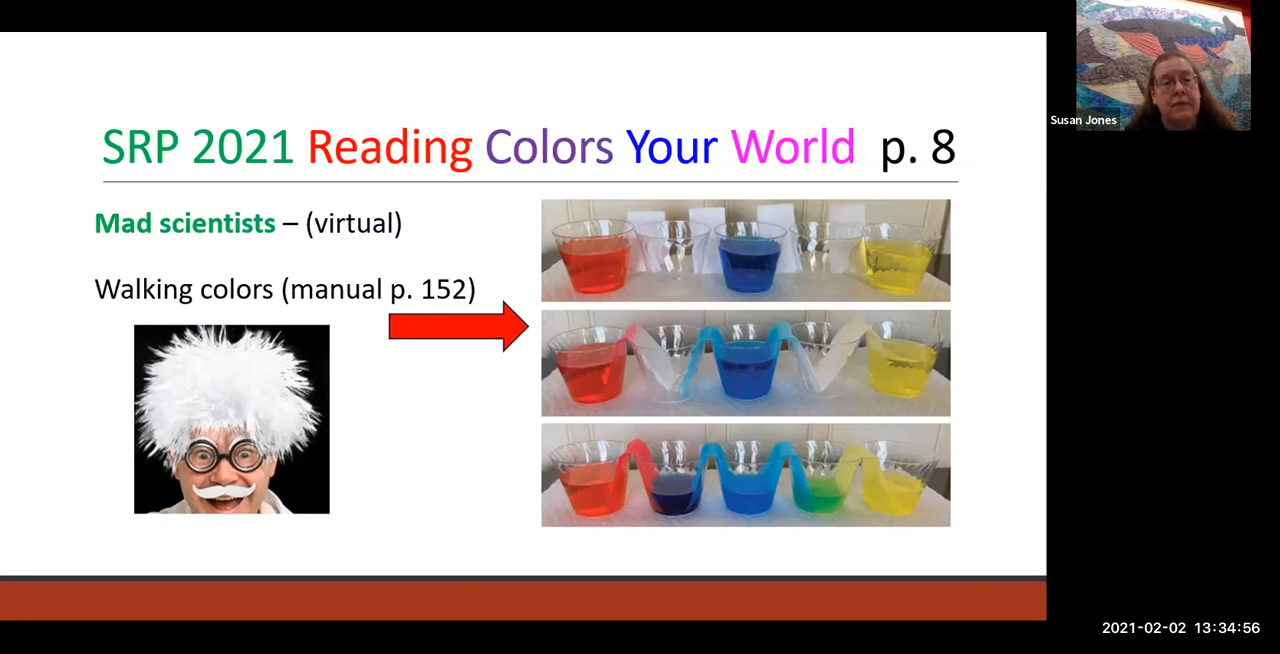 SRP 2021 Reading Colors Your World p. 8
Mad scientists – (virtual)
Walking colors (manual p. 152)
Susan Jones
2021-02-02 13:34:56